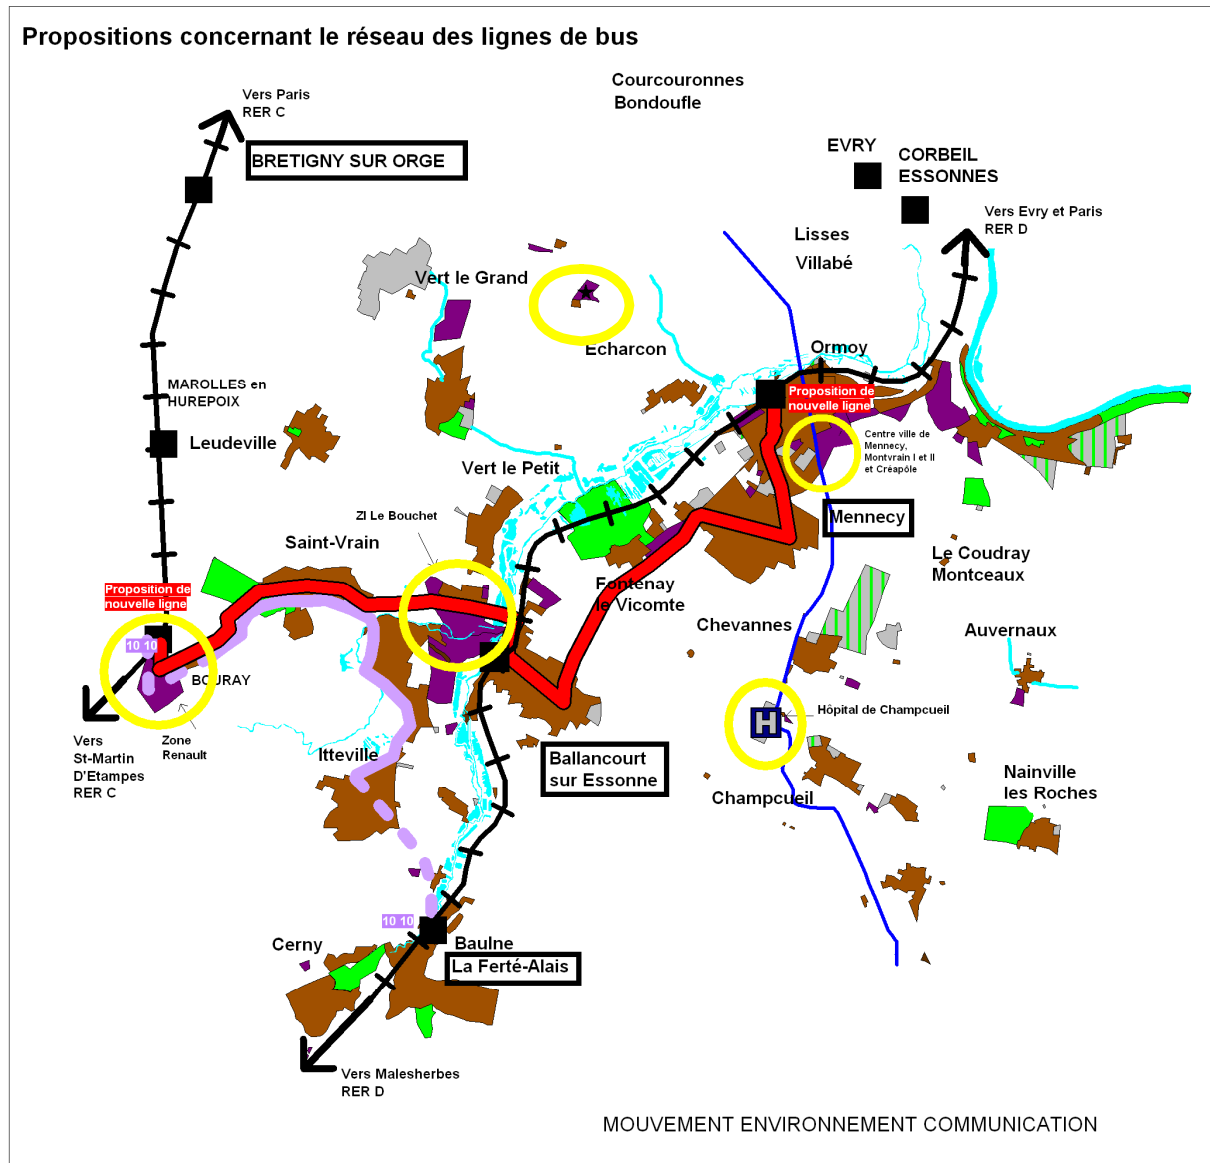 Propositions concernant le réseau des lignes de bus
Courcouronnes
Bondoufle
Vers Paris
RER C
BRETIGNY SUR ORGE
EVRY
CORBEIL
ESSONNES
Vers Evry et Paris
RER D
Lisses
Villabé
Vert le Grand
Echarcon
Ormoy
MAROLLES en
HUREPOIX
Leudeville
Proposition de
nouvelle ligne
Centre ville de
Mennecy,
Montvrain I et II
et Créapôle
Vert le Petit
ZI Le Bouchet
Mennecy
Saint-Vrain
Le Coudray
Montceaux
Proposition de
nouvelle ligne
Fontenay
le Vicomte
Chevannes
Auvernaux
10 10
BOURAY
Hôpital de Champcueil
H
Vers
St-Martin
D'Etampes
RER C
Zone
Renault
Itteville
Ballancourt
sur Essonne
Champcueil
Nainville
les Roches
10 10
Cerny
Baulne
La Ferté-Alais
Vers Malesherbes
RER D
MOUVEMENT ENVIRONNEMENT COMMUNICATION